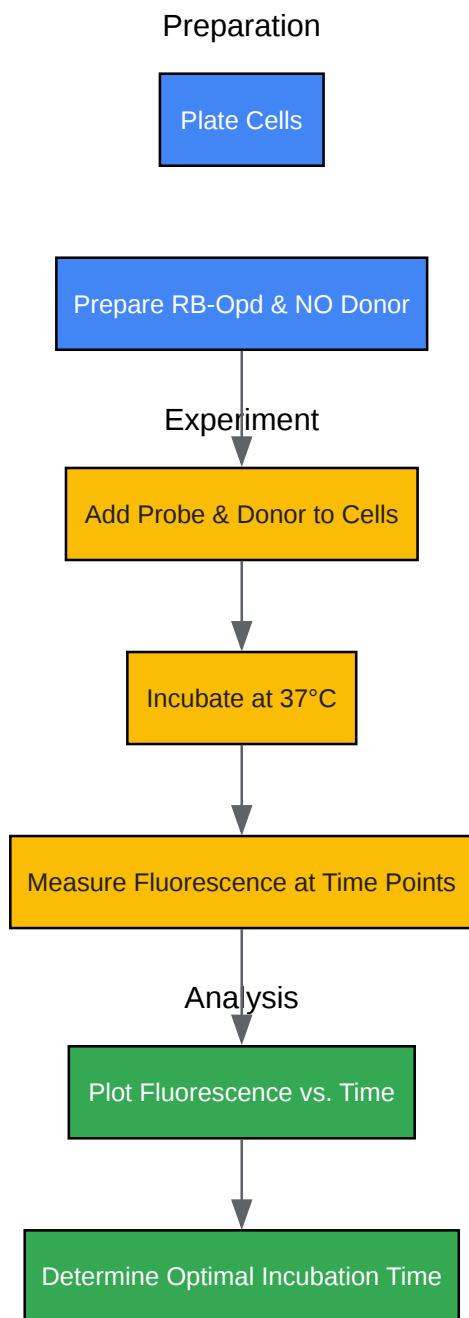 Preparation
Plate Cells
Prepare RB-Opd & NO Donor
Experiment
Add Probe & Donor to Cells
Incubate at 37°C
Measure Fluorescence at Time Points
Analysis
Plot Fluorescence vs. Time
Determine Optimal Incubation Time